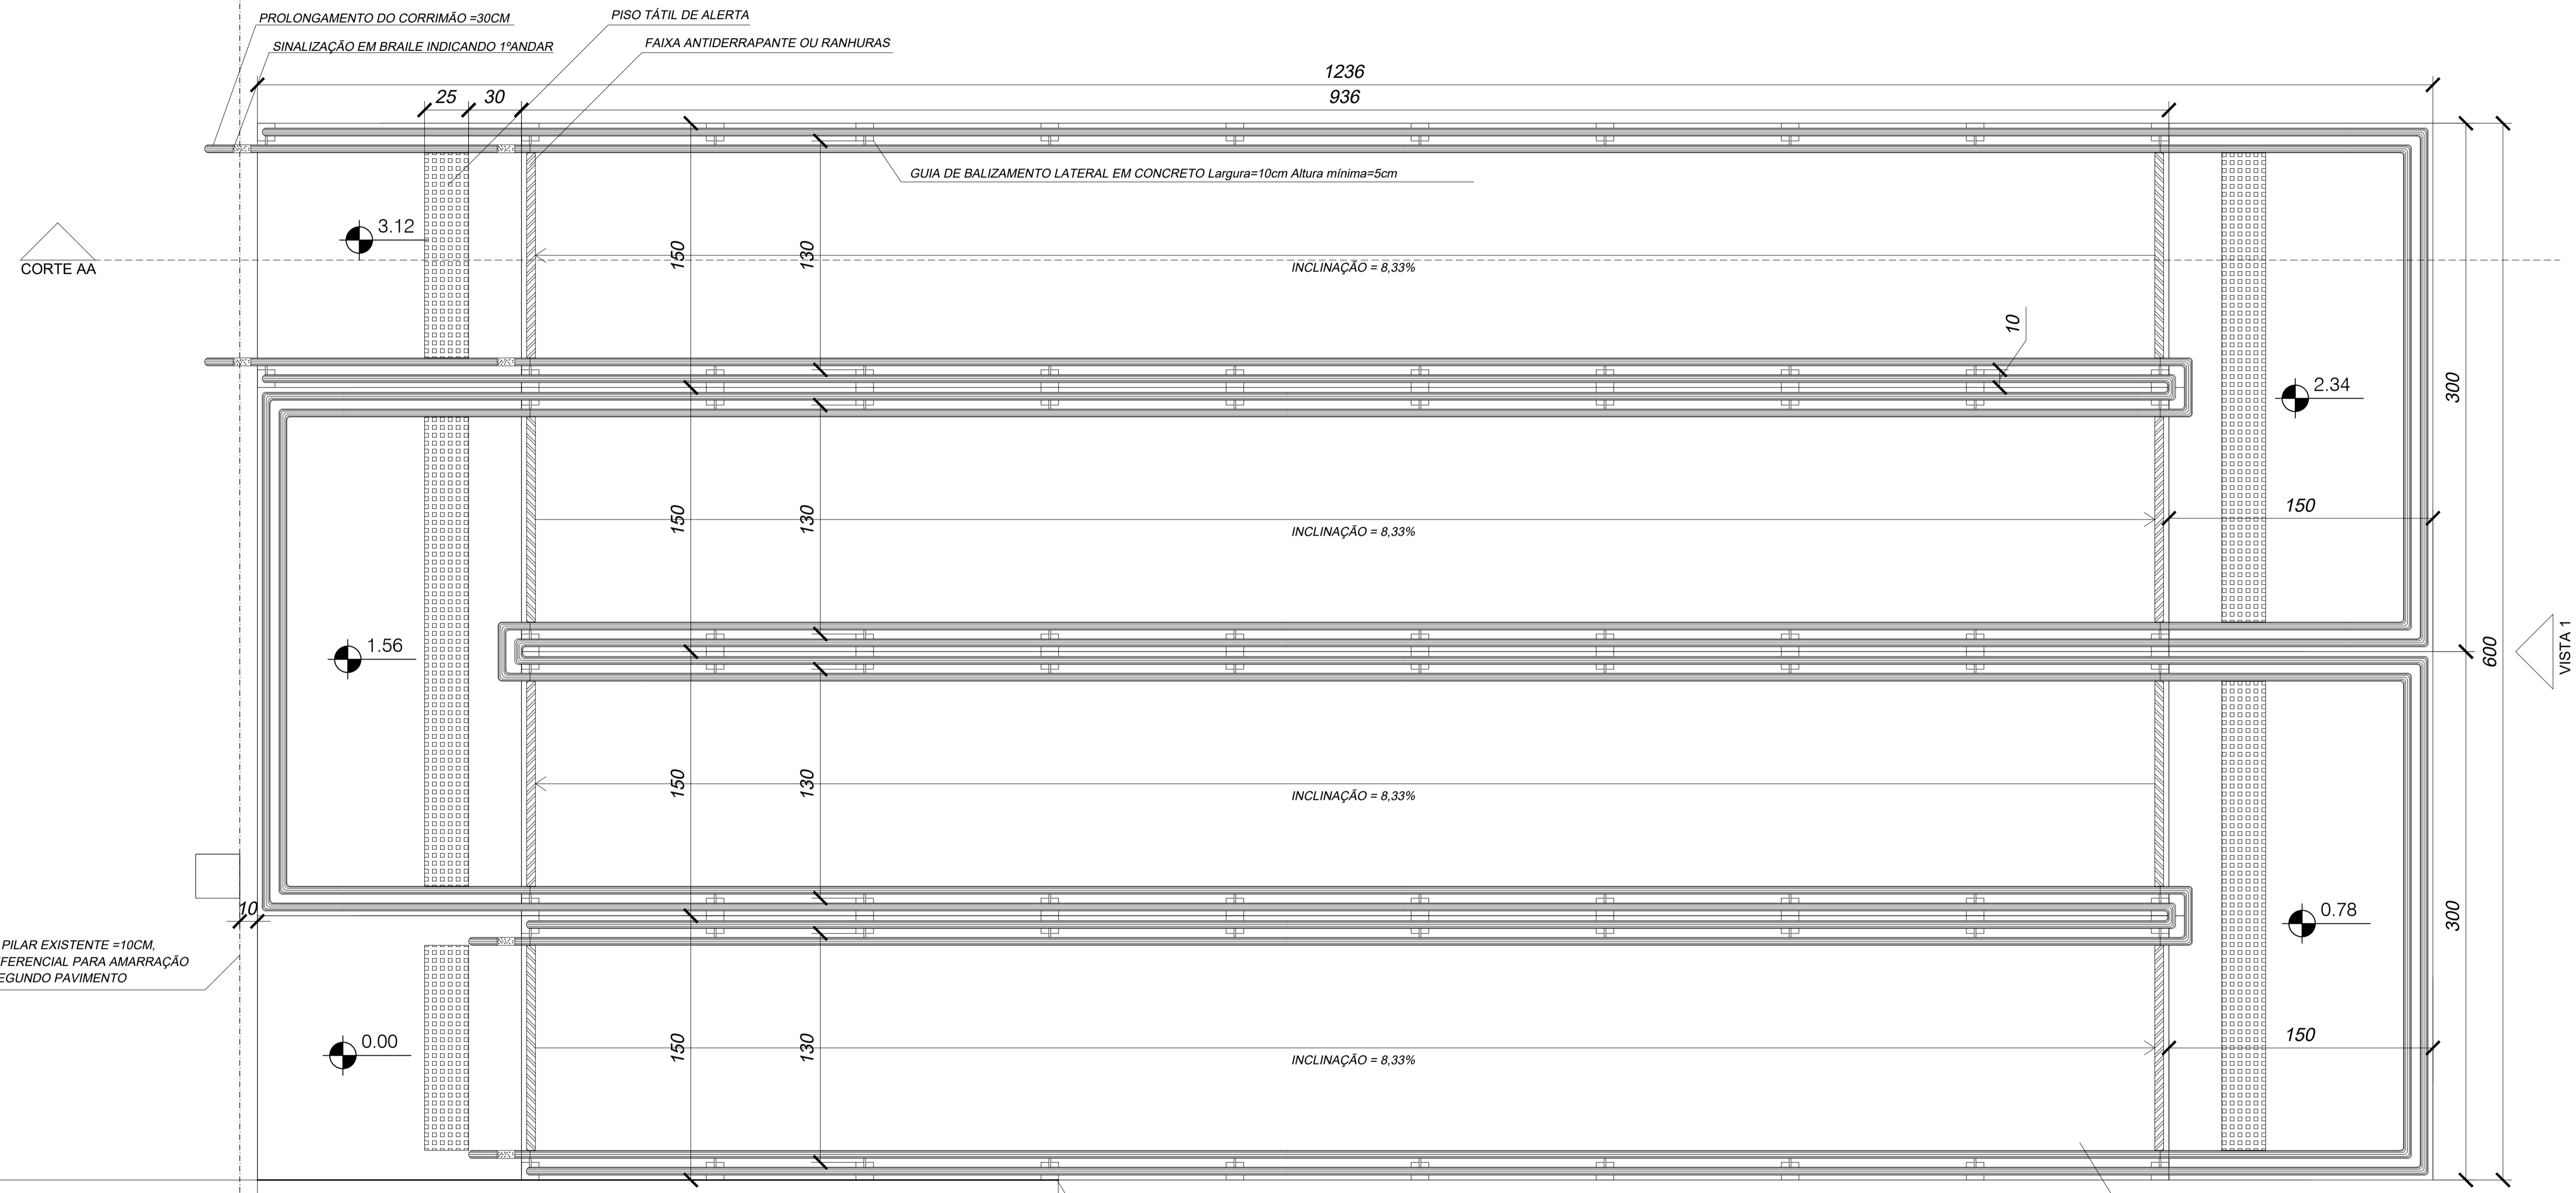 PROLONGAMENTO DO CORRIMÃO =30CM
PISO TÁTIL DE ALERTA
SINALIZAÇÃO EM BRAILE INDICANDO 1ºANDAR
FAIXA ANTIDERRAPANTE OU RANHURAS
1236
25
30
936
GUIA DE BALIZAMENTO LATERAL EM CONCRETO Largura=10cm Altura mínima=5cm
3.12
CORTE AA
150
130
INCLINAÇÃO = 8,33%
10
2.34
300
150
130
INCLINAÇÃO = 8,33%
150
1.56
600
VISTA 1
150
130
INCLINAÇÃO = 8,33%
10
0.78
300
PILAR EXISTENTE =10CM,
FERENCIAL PARA AMARRAÇÃO
EGUNDO PAVIMENTO
0.00
150
130
INCLINAÇÃO = 8,33%
150